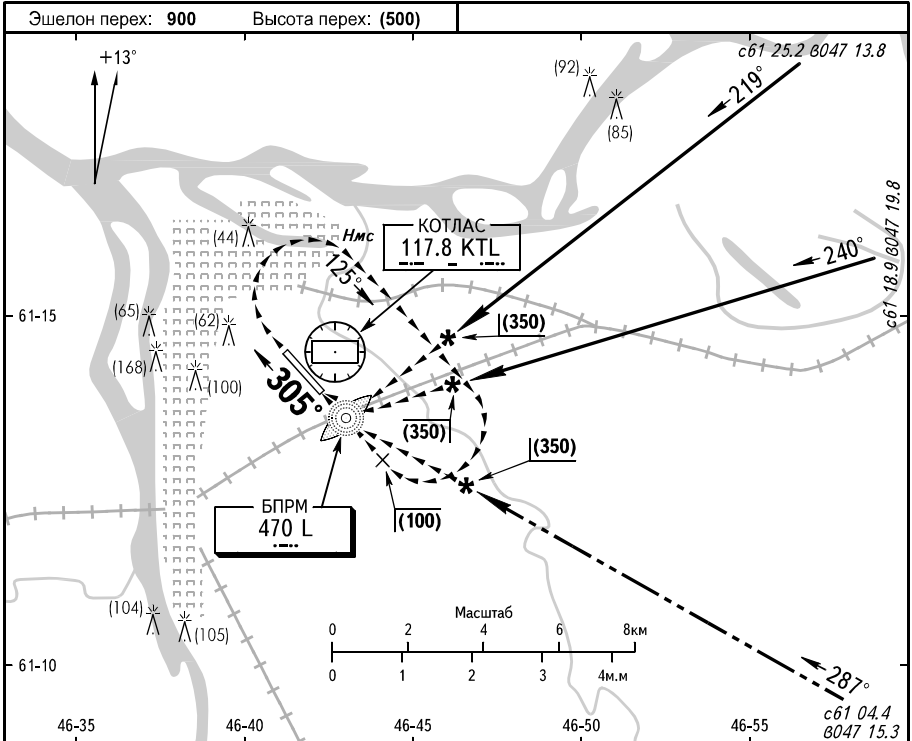 Эшелон перех: 900 Высота перех: (500)
+13°
с61 25.2 в047 13.8
(92)
(85)
219°
с61 18.9 в047 19.8
240°
(44)
Нмс
КОТЛАС
117.8 KTL
125°
61-15
(65)
(62)
(350)
(168)
(100)
305°
(350)
(350)
(100)
БПРМ
470 L
(104)
(105)
Масштаб
0 2 4 6 8км
0 1 2 3 4м.м
61-10
287°
с61 04.4
в047 15.3
46-35 46-40 46-45 46-50 46-55